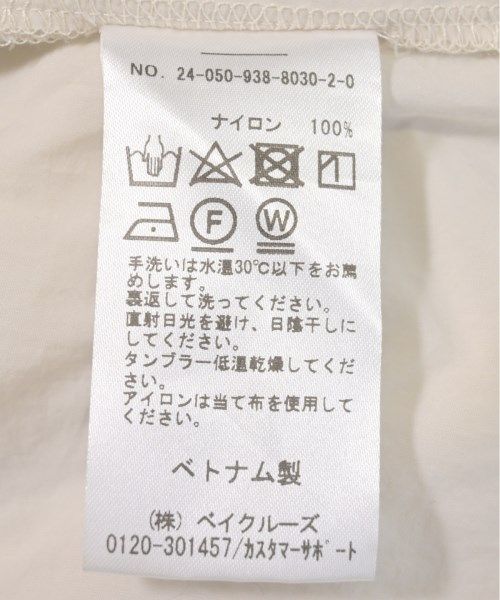 NO. 24-050-938-8030-2-0
ナイロン 100%
F W
手洗いは水温30℃以下をお薦
めします。
裏返して洗ってください。
直射日光を避け、日陰干しに
してください。
タンブラー低温乾燥してくだ
さい。
アイロンは当て布を使用して
ください。
ベトナム製
(株) ベイクルーズ
0120-301457/カスタマーサポート